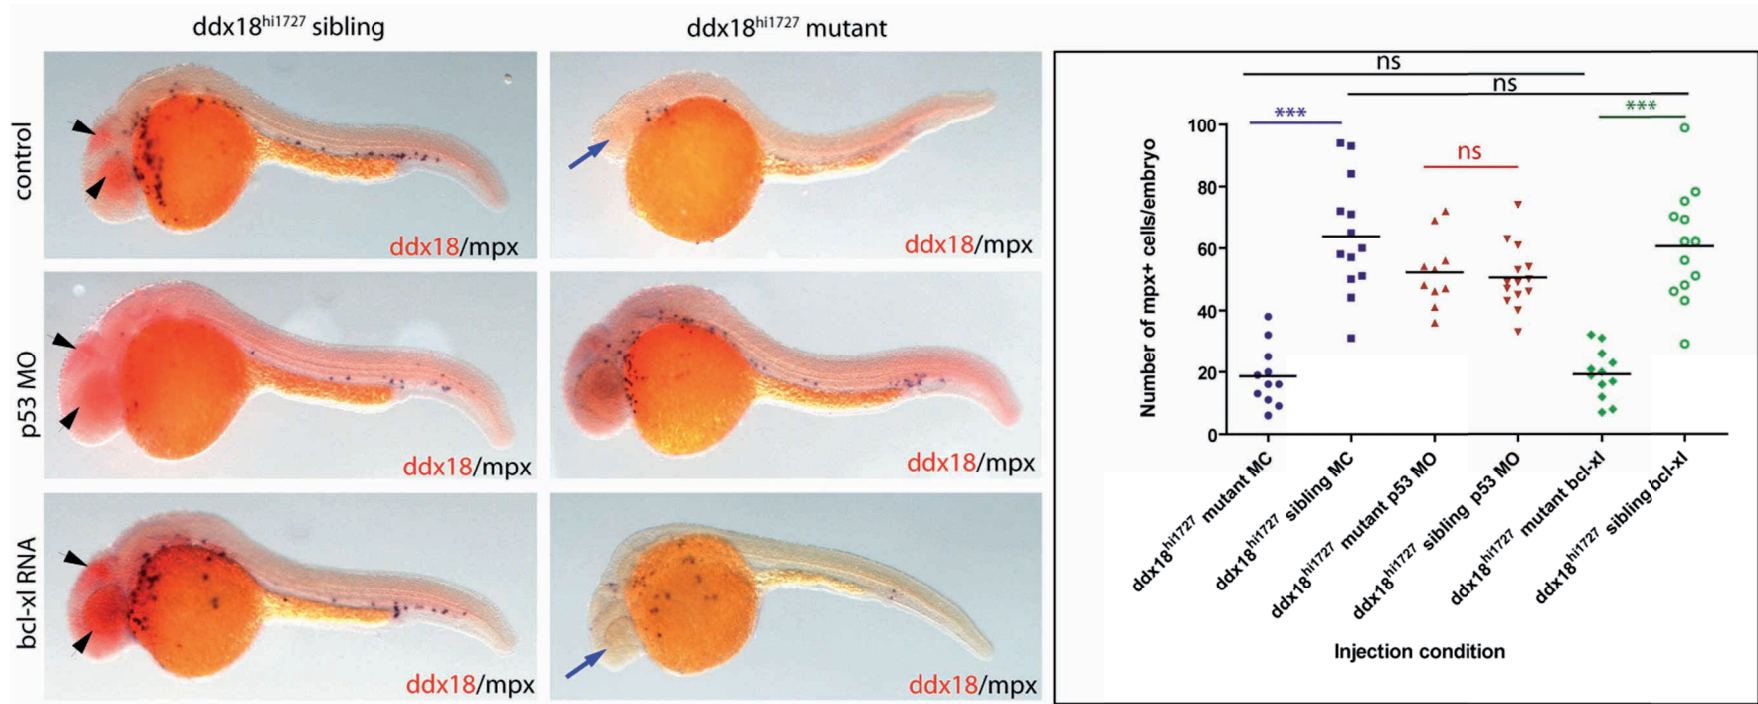 ddx18hi1727 sibling
ddx18hi1727 mutant
control
ddx18/mpx
ddx18/mpx
p53 MO
ddx18/mpx
ddx18/mpx
bcl-xl RNA
ddx18/mpx
ddx18/mpx
ns
ns
***
***
ns
Number of mpx+ cells/embryo
100
80
60
40
20
0
ddx18hi1727 mutant MC
ddx18hi1727 sibling MC
ddx18hi1727 mutant p53 MO
ddx18hi1727 sibling p53 MO
ddx18hi1727 mutant bcl-xl
ddx18hi1727 sibling bcl-xl
Injection condition